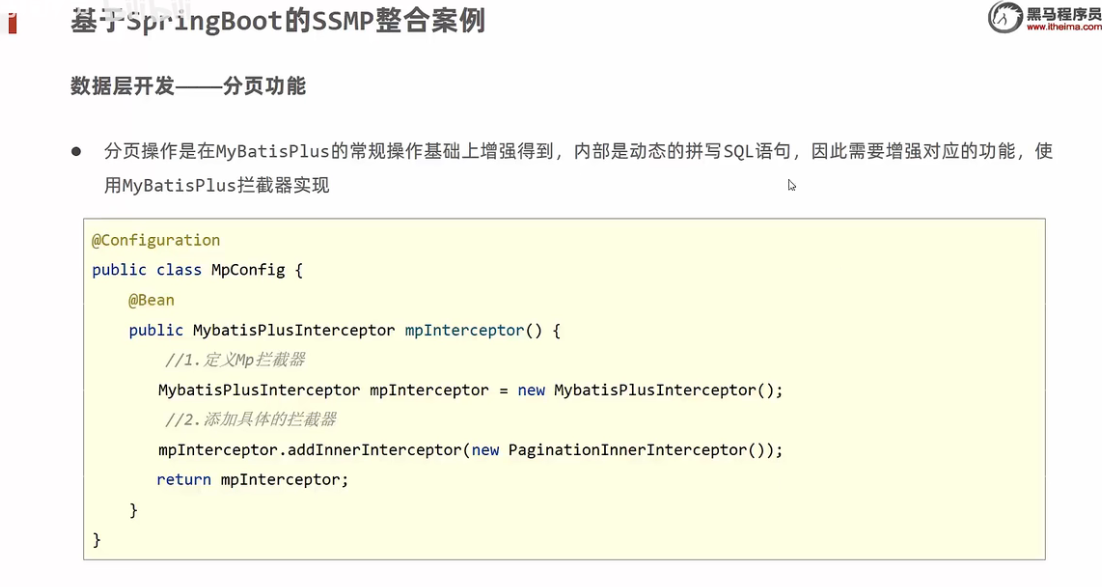 基于SpringBoot的SSMP整合案例
黑马程序员
www.itheima.com
数据层开发——分页功能
● 分页操作是在MyBatisPlus的常规操作基础上增强得到，内部是动态的拼写SQL语句，因此需要增强对应的功能，使
用MyBatisPlus拦截器实现
@Configuration
public class MpConfig {
@Bean
public MybatisPlusInterceptor mpInterceptor() {
//1.定义Mp拦截器
MybatisPlusInterceptor mpInterceptor = new MybatisPlusInterceptor();
//2.添加具体的拦截器
mpInterceptor.addInnerInterceptor(new PaginationInnerInterceptor());
return mpInterceptor;
}
}